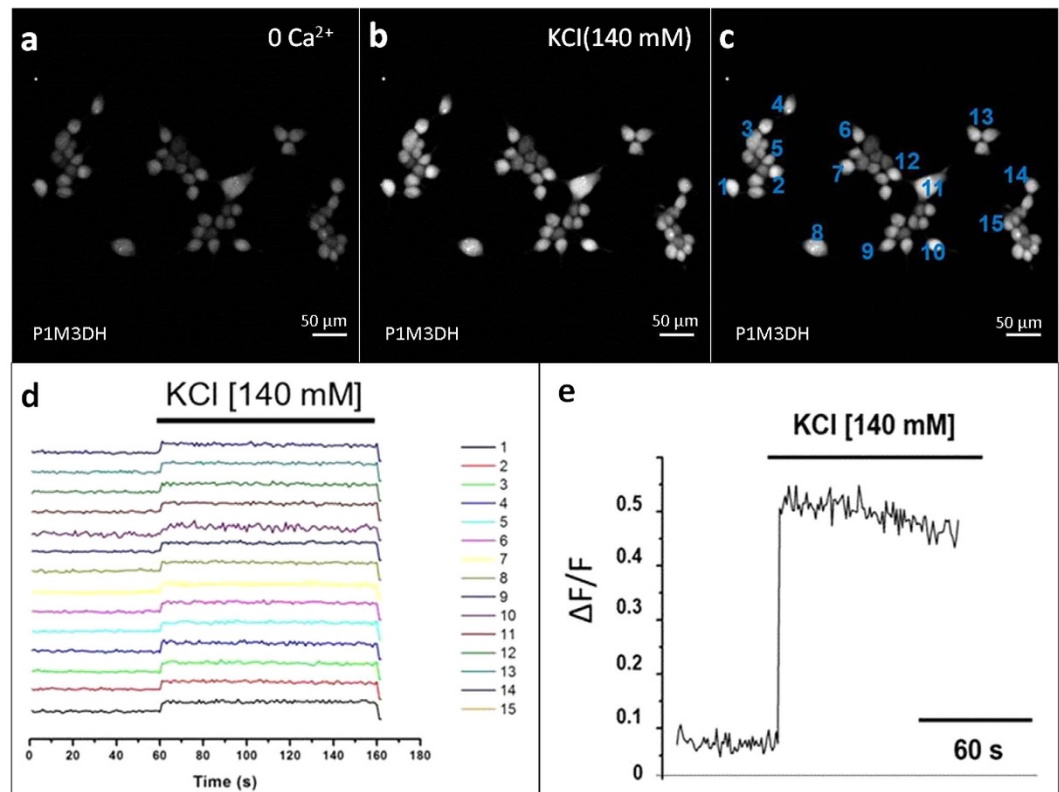 a
0 Ca²⁺
P1M3DH
50 µm
b
KCl(140 mM)
P1M3DH
50 µm
c
1
2
3
4
5
6
7
8
9
10
11
12
13
14
15
50 µm
d
KCl [140 mM]
1
2
3
4
5
6
7
8
9
10
11
12
13
14
15
0 20 40 60 80 100 120 140 160 180
Time (s)
e
KCl [140 mM]
0.5
0.4
0.3
0.2
0.1
0
ΔF/F
60 s